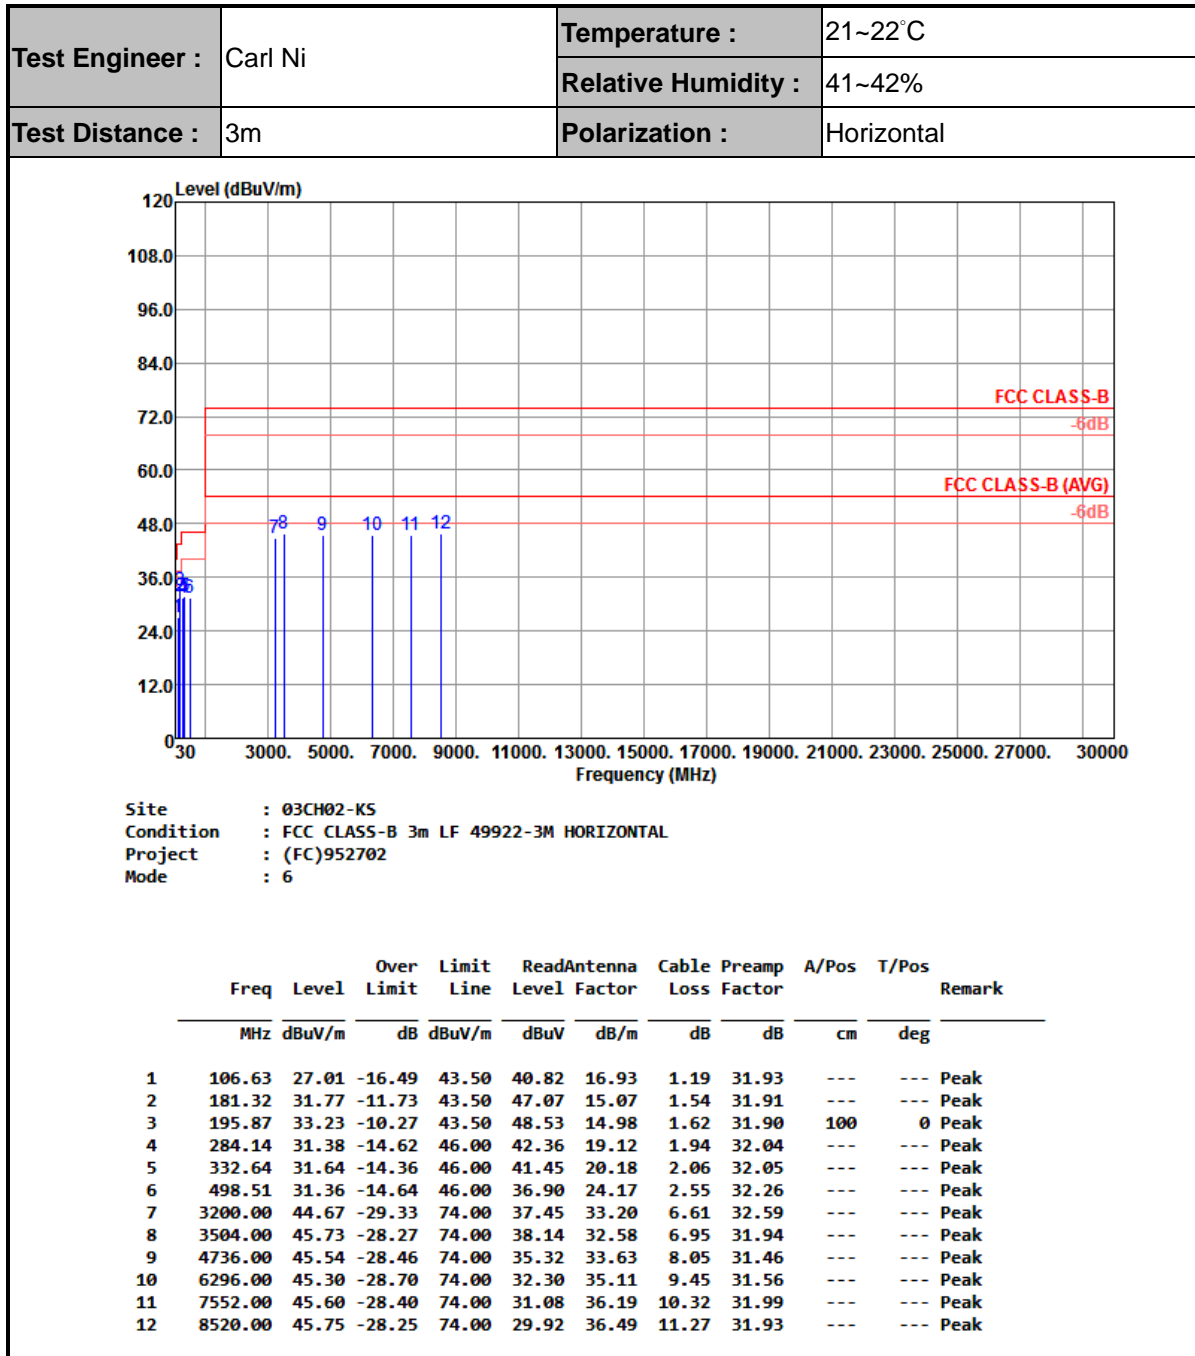 Test Engineer : Carl Ni Temperature : 21~22°C
Relative Humidity : 41~42%
Test Distance : 3m Polarization : Horizontal
Level (dBuV/m)
120
108.0
96.0
84.0
72.0
60.0
48.0
36.0
24.0
12.0
0
FCC CLASS-B
-6dB
FCC CLASS-B (AVG)
-6dB
7 8 9 10 11 12
1 6
30 3000. 5000. 7000. 9000. 11000. 13000. 15000. 17000. 19000. 21000. 23000. 25000. 27000. 30000
Frequency (MHz)
Site : 03CH02-KS
Condition : FCC CLASS-B 3m LF 49922-3M HORIZONTAL
Project : (FC)952702
Mode : 6
Over Limit ReadAntenna Cable Preamp A/Pos T/Pos
Freq Level Limit Line Level Factor Loss Factor Remark
MHz dBuV/m dB dBuV/m dBuV dB/m dB dB cm deg
1 106.63 27.01 -16.49 43.50 40.82 16.93 1.19 31.93 --- --- Peak
2 181.32 31.77 -11.73 43.50 47.07 15.07 1.54 31.91 --- --- Peak
3 195.87 33.23 -10.27 43.50 48.53 14.98 1.62 31.90 100 0 Peak
4 284.14 31.38 -14.62 46.00 42.36 19.12 1.94 32.04 --- --- Peak
5 332.64 31.64 -14.36 46.00 41.45 20.18 2.06 32.05 --- --- Peak
6 498.51 31.36 -14.64 46.00 36.90 24.17 2.55 32.26 --- --- Peak
7 3200.00 44.67 -29.33 74.00 37.45 33.20 6.61 32.59 --- --- Peak
8 3504.00 45.73 -28.27 74.00 38.14 32.58 6.95 31.94 --- --- Peak
9 4736.00 45.54 -28.46 74.00 35.32 33.63 8.05 31.46 --- --- Peak
10 6296.00 45.30 -28.70 74.00 32.30 35.11 9.45 31.56 --- --- Peak
11 7552.00 45.60 -28.40 74.00 31.08 36.19 10.32 31.99 --- --- Peak
12 8520.00 45.75 -28.25 74.00 29.92 36.49 11.27 31.93 --- --- Peak